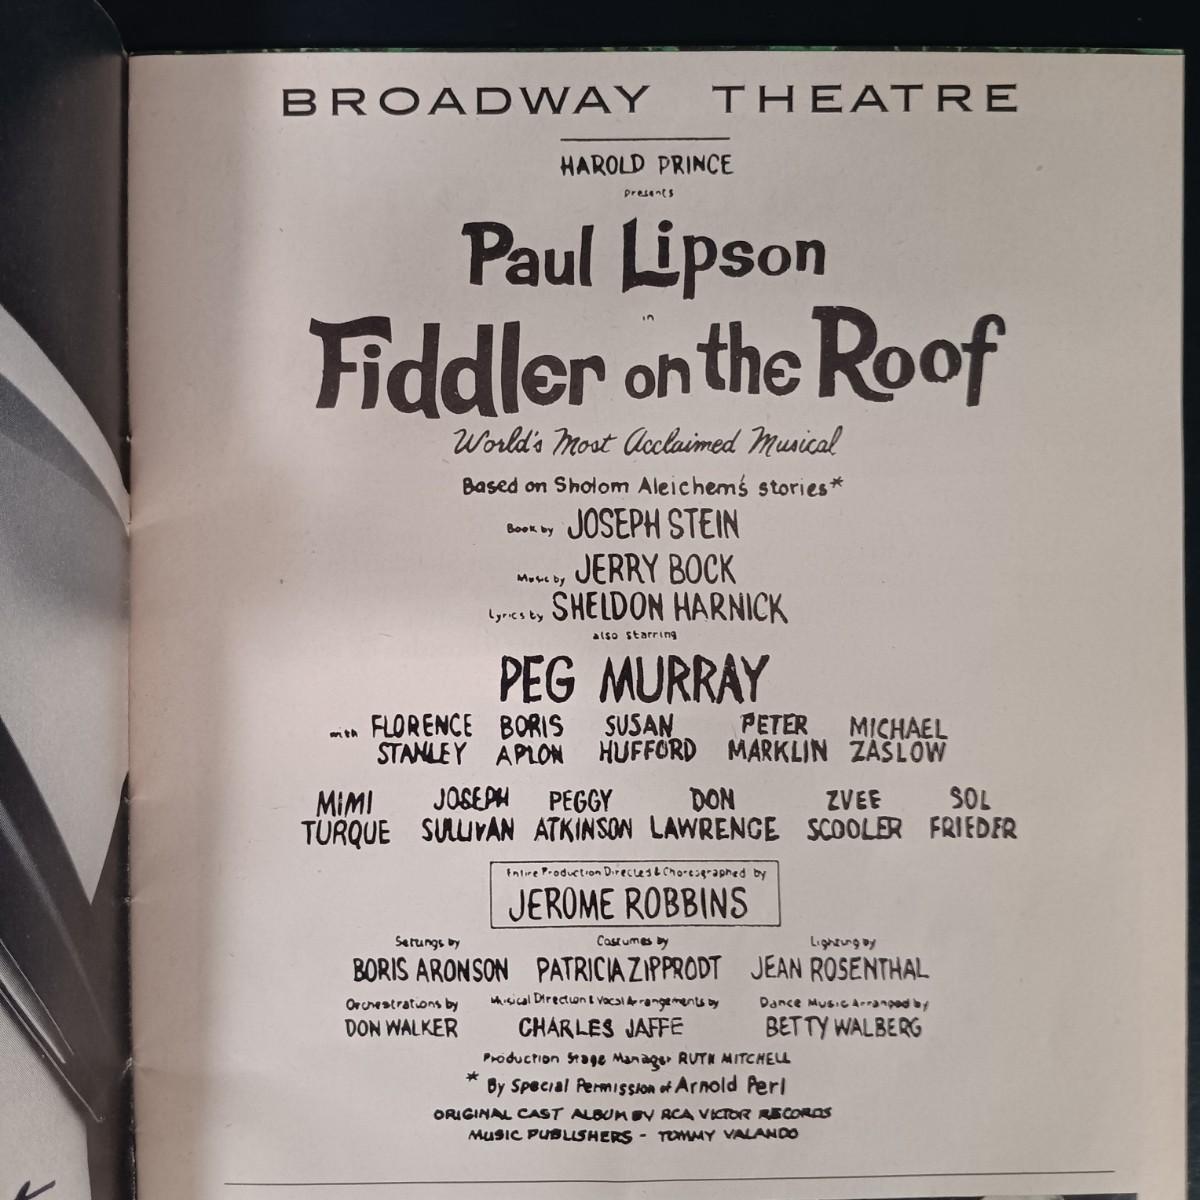 BROADWAY THEATRE
HAROLD PRINCE
presents
Paul Lipson
in
Fiddler on the Roof
World's Most Acclaimed Musical
Based on Sholom Aleichem's stories*
Book by JOSEPH STEIN
Music by JERRY BOCK
Lyrics by SHELDON HARNICK
also starring
PEG MURRAY
with FLORENCE BORIS SUSAN PETER MICHAEL
STANLEY APLON HUFFORD MARKLIN ZASLOW
MIMI JOSEPH PEGGY DON ZVEE SOL
TURQUE SULLIVAN ATKINSON LAWRENCE SCOOLER FRIEDER
Entire Production Directed & Choreographed by
JEROME ROBBINS
Settings by Costumes by Lighting by
BORIS ARONSON PATRICIA ZIPPRODT JEAN ROSENTHAL
Orchestrations by Musical Direction & Vocal Arrangements by Dance Music Arranged by
DON WALKER CHARLES JAFFE BETTY WALBERG
Production Stage Manager RUTH MITCHELL
* By Special Permission of Arnold Perl
ORIGINAL CAST ALBUM BY RCA VICTOR RECORDS
MUSIC PUBLISHERS - TOMMY VALANDO